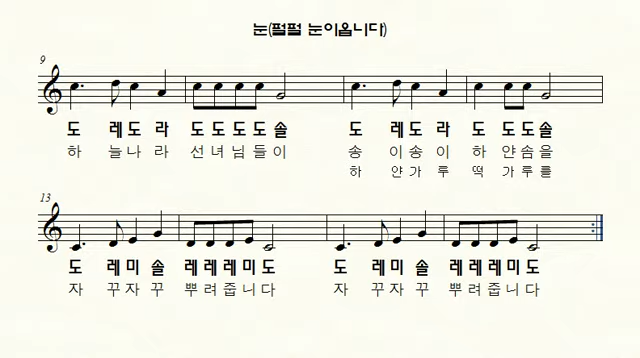 눈(펄펄 눈이옵니다)
9
도 레도 라 도 도 도 도 솔 도 레도 라 도 도도 솔
하 늘나 라 선 녀 님 들 이 송 이송 이 하 얀솜 을
하 얀가 루 떡 가루 를
13
도 레미 솔 레레레미 도 도 레미 솔 레레레미 도
자 꾸자 꾸 뿌려줍니 다 자 꾸자 꾸 뿌려줍니 다